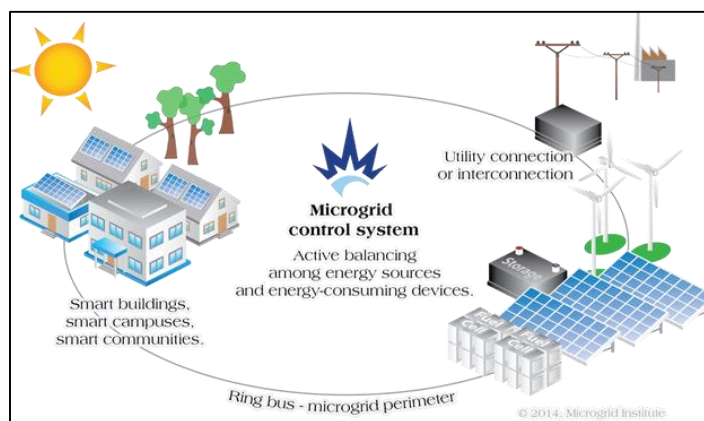 Utility connection
or interconnection
Microgrid
control system
Active balancing
among energy sources
and energy-consuming devices.
Storage
Smart buildings,
smart campuses,
smart communities.
Fuel
Cell
Fuel
Cell
Ring bus - microgrid perimeter
© 2014, Microgrid Institute